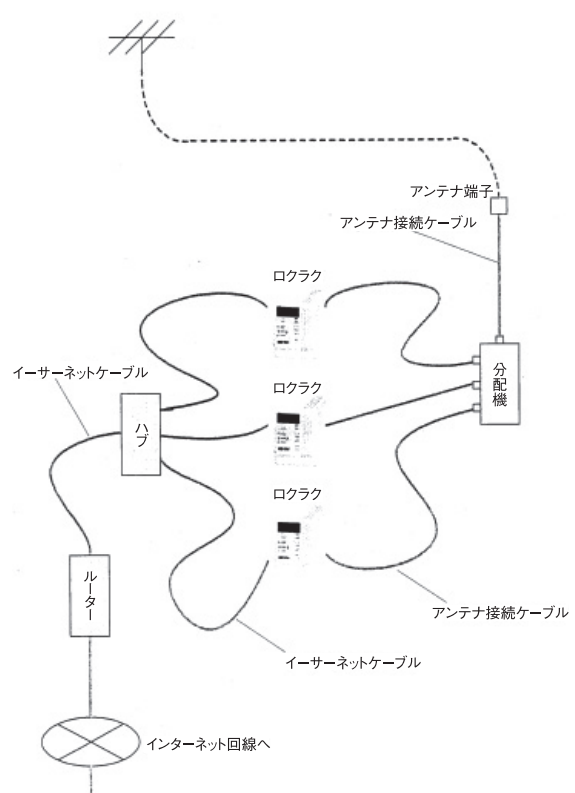 アンテナ端子
アンテナ接続ケーブル
ロクラク
イーサーネットケーブル
分配機
ロクラク
ハブ
ロクラク
ルーター
アンテナ接続ケーブル
イーサーネットケーブル
インターネット回線へ